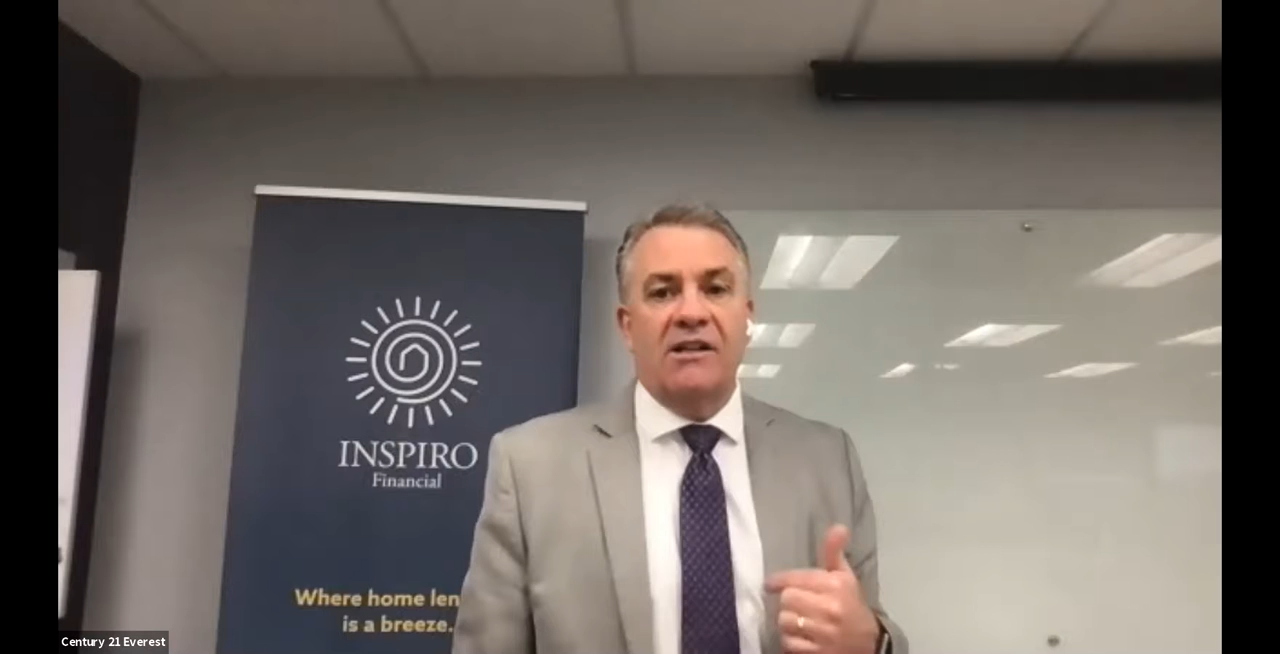 INSPIRO
Financial
Where home len
is a breeze.
Century 21 Everest